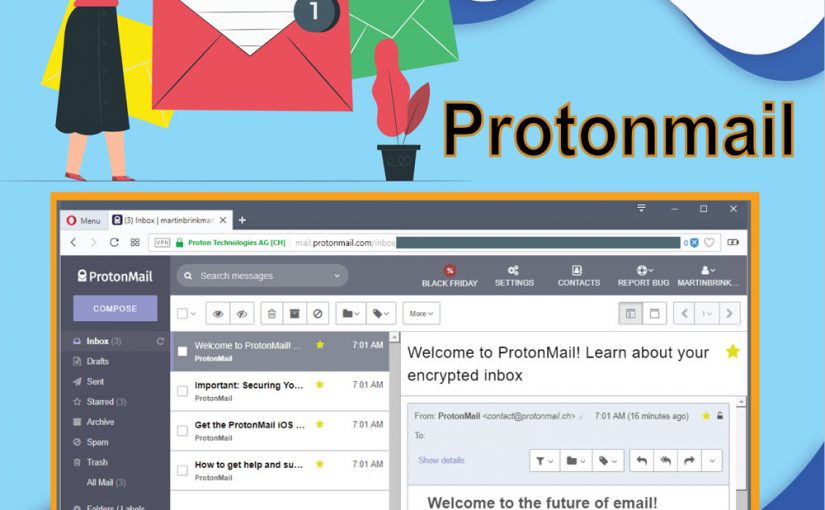 1
Protonmail
Menu
(3) Inbox | martinbrinkma
VPN Proton Technologies AG [CH] mail.protonmail.com/inbox
0
ProtonMail
Search messages
BLACK FRIDAY
SETTINGS
CONTACTS
REPORT BUG
MARTINBRINK...
COMPOSE
More
1
Inbox (3)
Drafts
Sent
Starred (3)
Archive
Spam
Trash
All Mail (3)
Folders / Labels
Welcome to ProtonMail! ... 7:01 AM
ProtonMail
Important: Securing Yo... 7:01 AM
ProtonMail
Get the ProtonMail iOS ... 7:01 AM
ProtonMail
How to get help and su... 7:01 AM
ProtonMail
Welcome to ProtonMail! Learn about your
encrypted inbox
From: ProtonMail <contact@protonmail.ch> 7:01 AM (16 minutes ago)
To:
Show details
Welcome to the future of email!